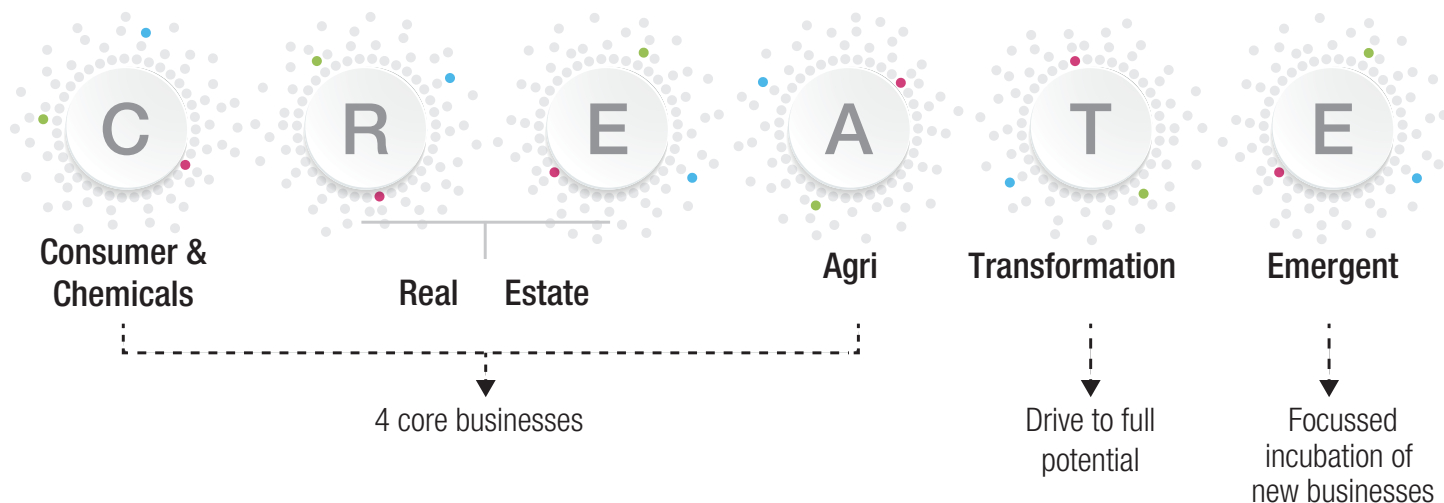 C R E A T E
Consumer &
Chemicals
Real Estate
Agri
Transformation
Emergent
4 core businesses
Drive to full
potential
Focussed
incubation of
new businesses